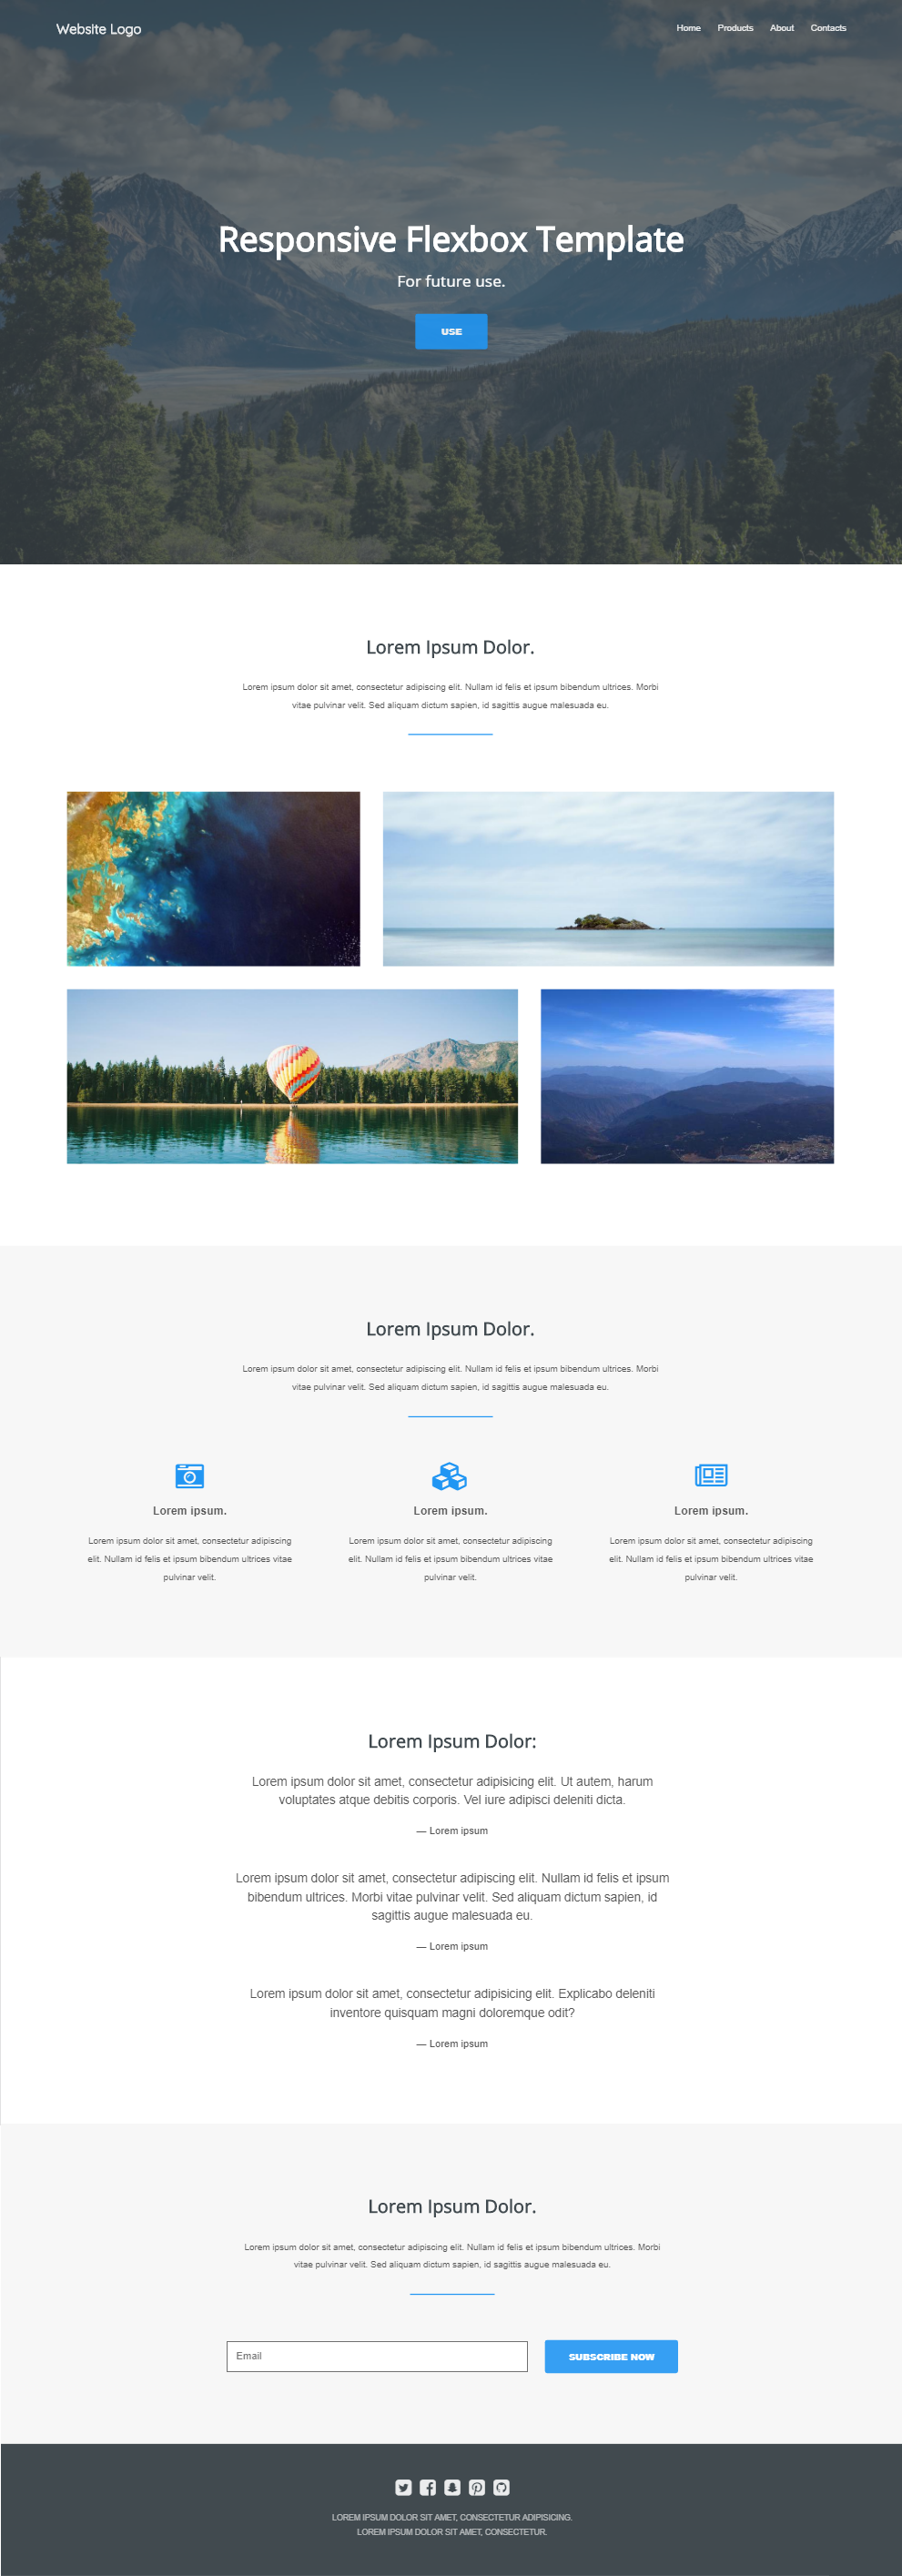 Website Logo
Home Products About Contacts
Responsive Flexbox Template
For future use.
USE
Lorem Ipsum Dolor.
Lorem ipsum dolor sit amet, consectetur adipiscing elit. Nullam id felis et ipsum bibendum ultrices. Morbi
vitae pulvinar velit. Sed aliquam dictum sapien, id sagittis augue malesuada eu.
Lorem Ipsum Dolor.
Lorem ipsum dolor sit amet, consectetur adipiscing elit. Nullam id felis et ipsum bibendum ultrices. Morbi
vitae pulvinar velit. Sed aliquam dictum sapien, id sagittis augue malesuada eu.
Lorem ipsum.
Lorem ipsum dolor sit amet, consectetur adipiscing
elit. Nullam id felis et ipsum bibendum ultrices vitae
pulvinar velit.
Lorem ipsum.
Lorem ipsum dolor sit amet, consectetur adipiscing
elit. Nullam id felis et ipsum bibendum ultrices vitae
pulvinar velit.
Lorem ipsum.
Lorem ipsum dolor sit amet, consectetur adipiscing
elit. Nullam id felis et ipsum bibendum ultrices vitae
pulvinar velit.
Lorem Ipsum Dolor:
Lorem ipsum dolor sit amet, consectetur adipisicing elit. Ut autem, harum
voluptates atque debitis corporis. Vel iure adipisci deleniti dicta.
— Lorem ipsum
Lorem ipsum dolor sit amet, consectetur adipiscing elit. Nullam id felis et ipsum
bibendum ultrices. Morbi vitae pulvinar velit. Sed aliquam dictum sapien, id
sagittis augue malesuada eu.
— Lorem ipsum
Lorem ipsum dolor sit amet, consectetur adipisicing elit. Explicabo deleniti
inventore quisquam magni doloremque odit?
— Lorem ipsum
Lorem Ipsum Dolor.
Lorem ipsum dolor sit amet, consectetur adipiscing elit. Nullam id felis et ipsum bibendum ultrices. Morbi
vitae pulvinar velit. Sed aliquam dictum sapien, id sagittis augue malesuada eu.
Email
SUBSCRIBE NOW
LOREM IPSUM DOLOR SIT AMET, CONSECTETUR ADIPISICING.
LOREM IPSUM DOLOR SIT AMET, CONSECTETUR.